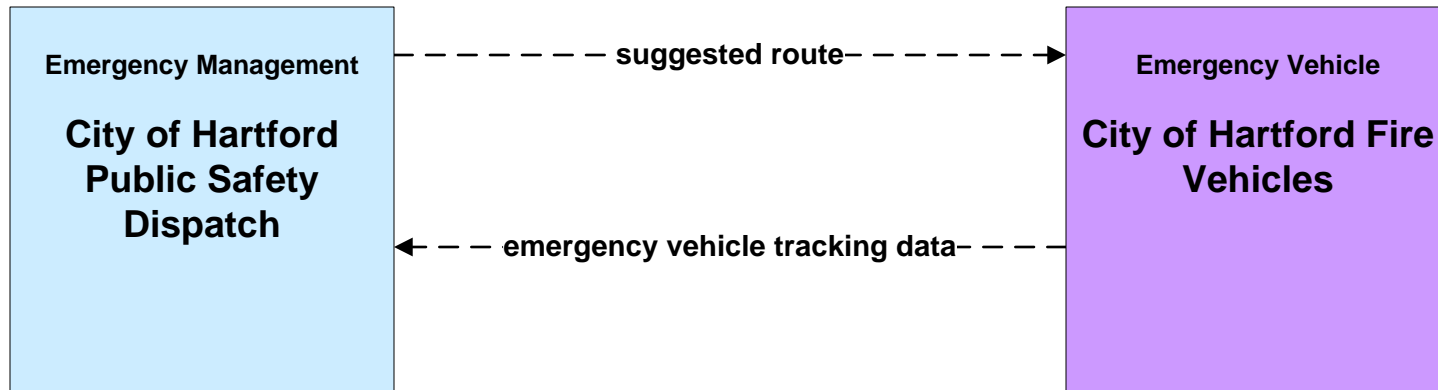 Emergency Management
City of Hartford
Public Safety
Dispatch
suggested route
emergency vehicle tracking data
Emergency Vehicle
City of Hartford Fire
Vehicles